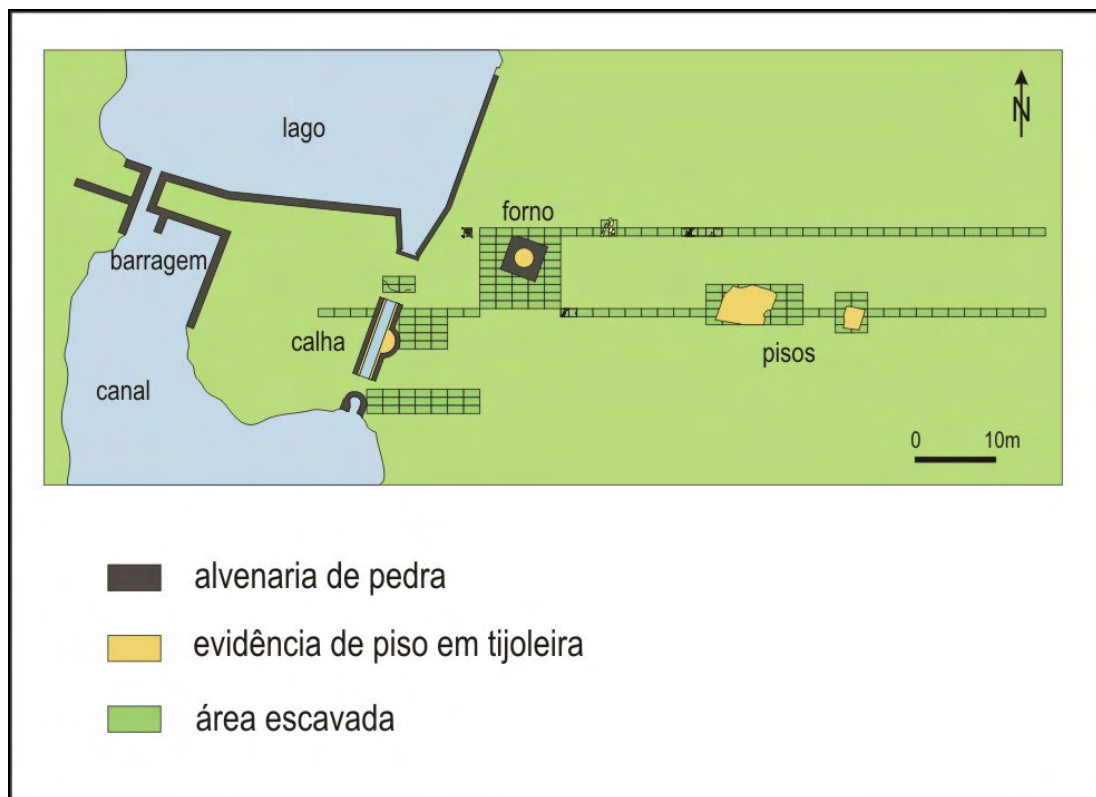 lago
N
forno
barragem
calha
pisos
canal
0 10m
alvenaria de pedra
evidência de piso em tijoleira
área escavada